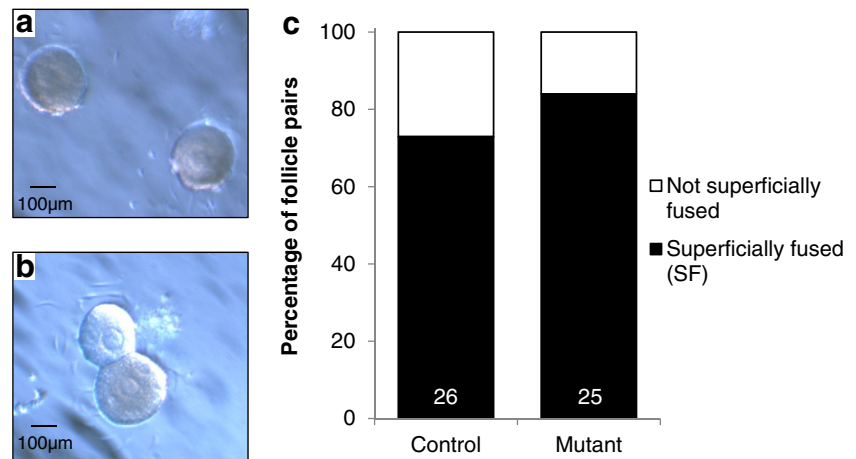 a
100µm
b
100µm
c
Percentage of follicle pairs
100
80
60
40
20
0
26
25
Control
Mutant
Not superficially
fused
Superficially fused
(SF)